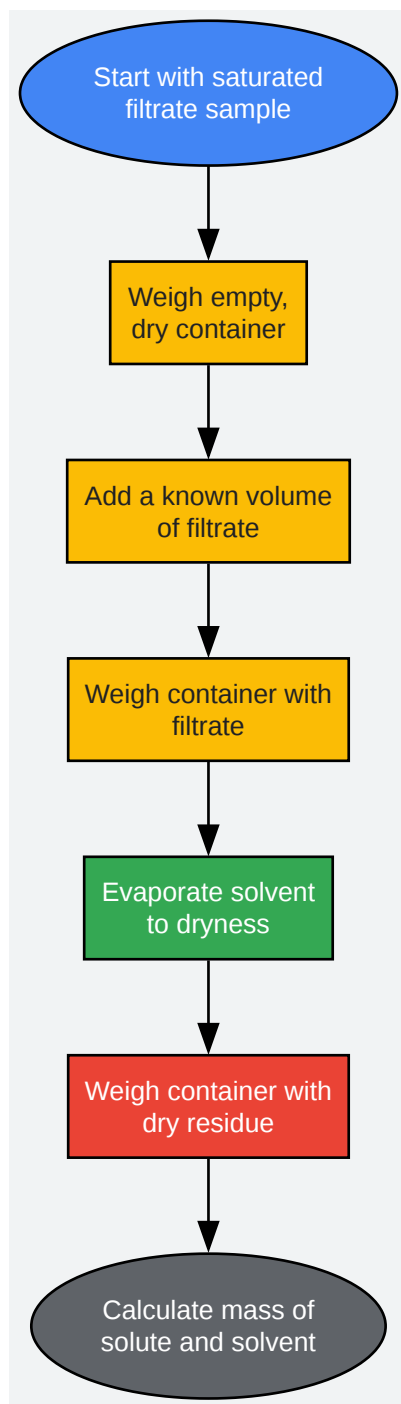 Start with saturated
filtrate sample
Weigh empty,
dry container
Add a known volume
of filtrate
Weigh container with
filtrate
Evaporate solvent
to dryness
Weigh container with
dry residue
Calculate mass of
solute and solvent